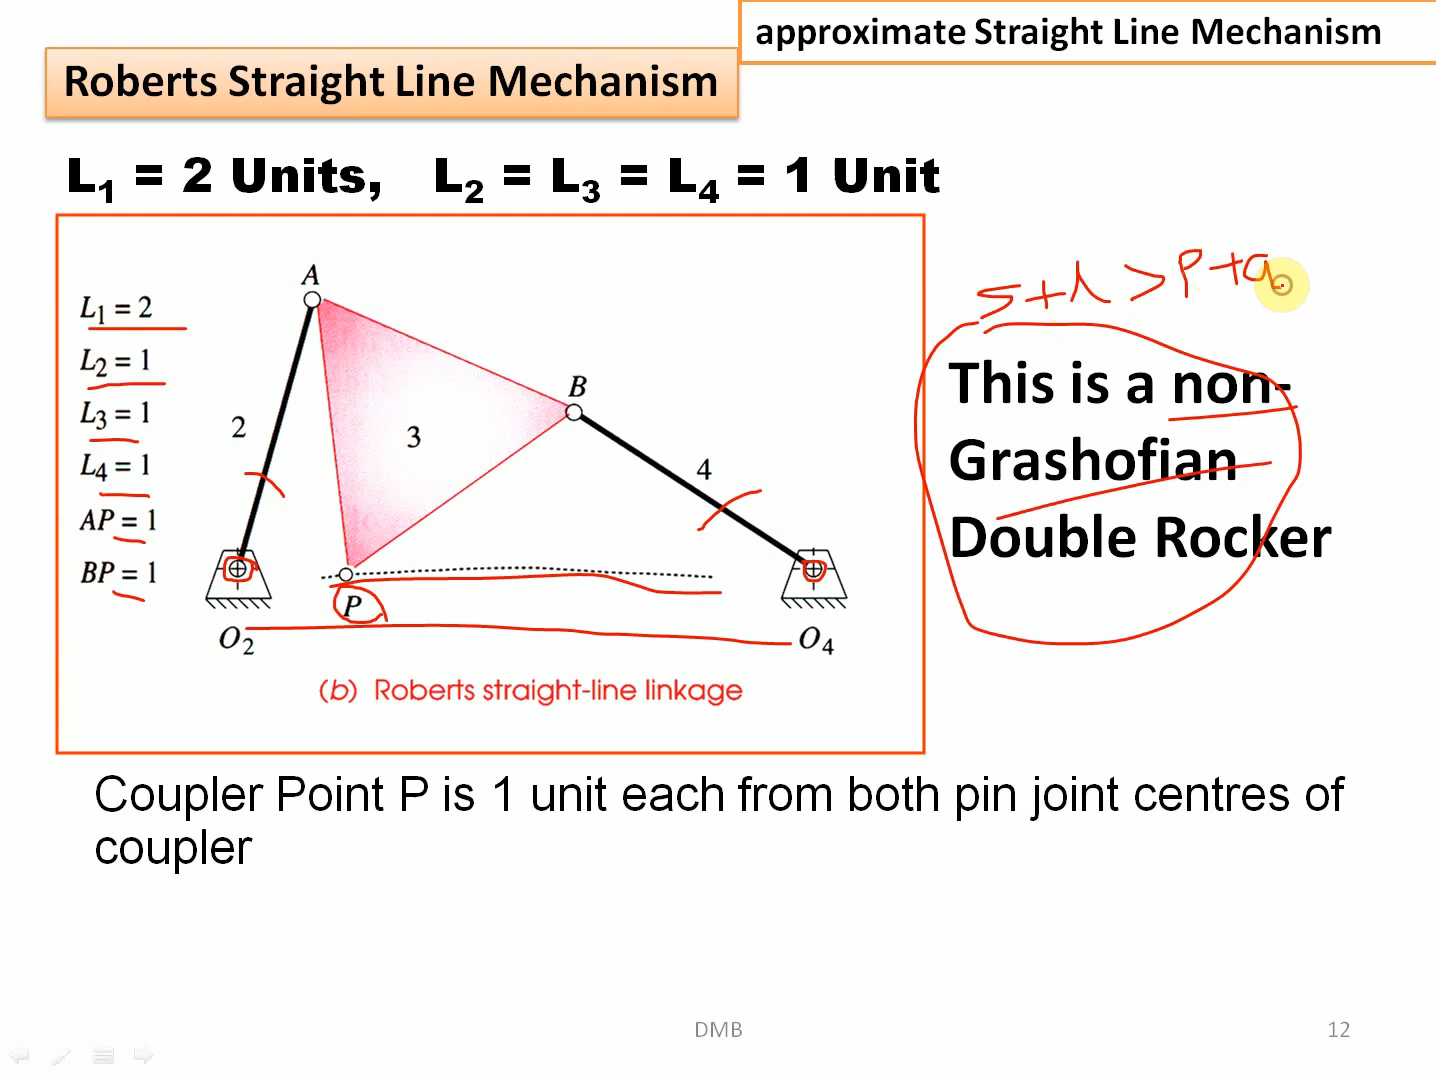 approximate Straight Line Mechanism
Roberts Straight Line Mechanism
L1 = 2 Units, L2 = L3 = L4 = 1 Unit
A
L1 = 2
L2 = 1
L3 = 1
L4 = 1
AP = 1
BP = 1
2
3
B
4
P
O2
O4
(b) Roberts straight-line linkage
s+l > p+q
This is a non-
Grashofian
Double Rocker
Coupler Point P is 1 unit each from both pin joint centres of
coupler
DMB
12